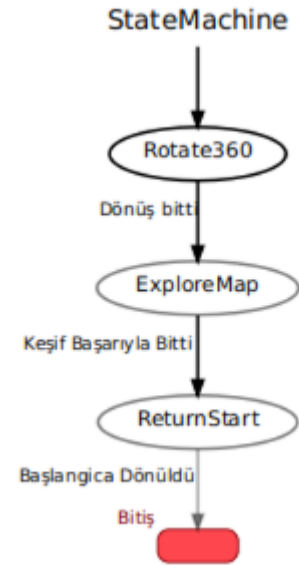 StateMachine
Rotate360
Dönüş bitti
ExploreMap
Keşif Başarıyla Bitti
ReturnStart
Başlangica Dönüldü
Bitiş